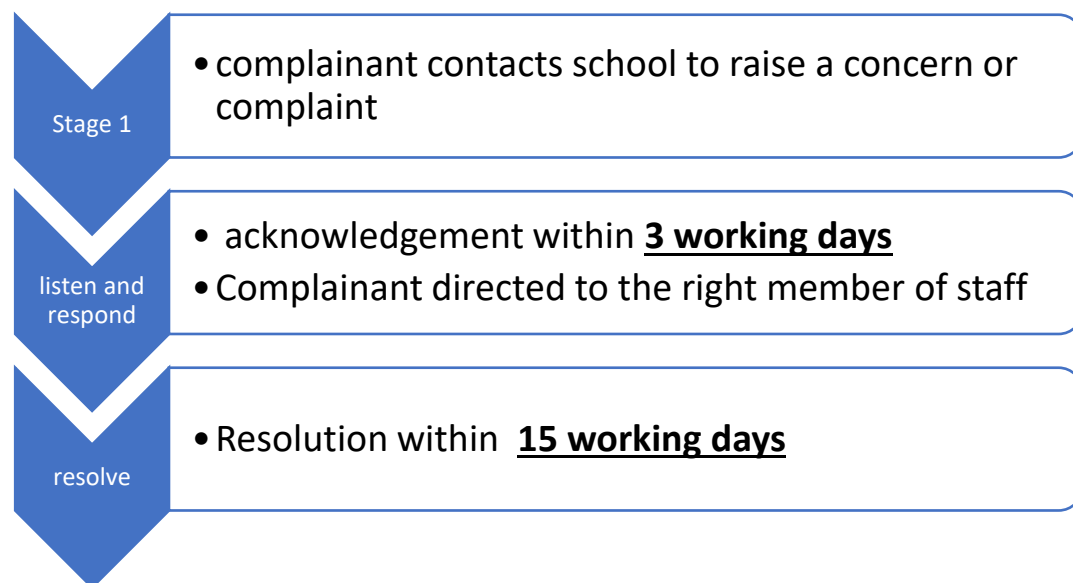 Stage 1
• complainant contacts school to raise a concern or
complaint
listen and
respond
• acknowledgement within 3 working days
• Complainant directed to the right member of staff
resolve
• Resolution within 15 working days